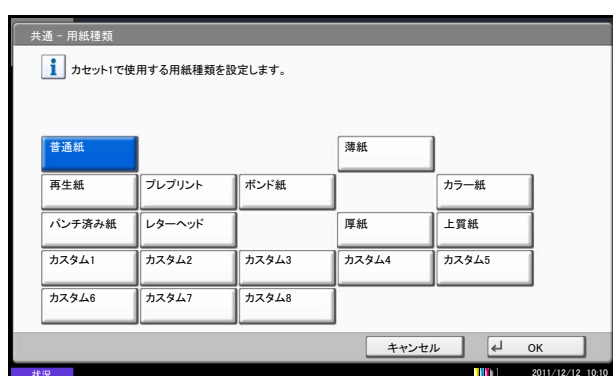 共通 - 用紙種類
カセット1で使用する用紙種類を設定します。
普通紙 薄紙
再生紙 プレプリント ボンド紙 カラー紙
パンチ済み紙 レターヘッド 厚紙 上質紙
カスタム1 カスタム2 カスタム3 カスタム4 カスタム5
カスタム6 カスタム7 カスタム8
キャンセル OK
状況 2011/12/12 10:10